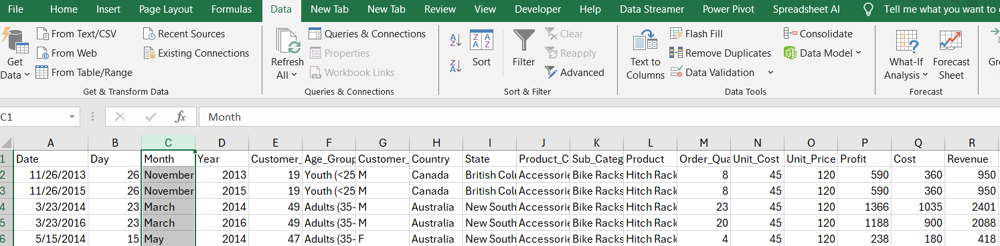 File Home Insert Page Layout Formulas Data New Tab New Tab Review View Developer Help Data Streamer Power Pivot Spreadsheet AI Tell me what you want to
Get Data
From Text/CSV
From Web
From Table/Range
Recent Sources
Existing Connections
Get & Transform Data
Refresh All
Queries & Connections
Properties
Workbook Links
Queries & Connections
A Z
Z A
Z A A Z
Sort
Filter
Clear
Reapply
Advanced
Sort & Filter
Text to Columns
Flash Fill
Remove Duplicates
Data Validation
Consolidate
Data Model
Data Tools
What-If Analysis
Forecast Sheet
Forecast
C1 fx Month
A B C D E F G H I J K L M N O P Q R
1 Date Day Month Year Customer_ Age_Group Customer_ Country State Product_C Sub_Categ Product Order_Qua Unit_Cost Unit_Price Profit Cost Revenue
2 11/26/2013 26 November 2013 19 Youth (<25 M Canada British Colu Accessorie Bike Racks Hitch Rack 8 45 120 590 360 950
3 11/26/2015 26 November 2015 19 Youth (<25 M Canada British Colu Accessorie Bike Racks Hitch Rack 8 45 120 590 360 950
4 3/23/2014 23 March 2014 49 Adults (35- M Australia New South Accessorie Bike Racks Hitch Rack 23 45 120 1366 1035 2401
5 3/23/2016 23 March 2016 49 Adults (35- M Australia New South Accessorie Bike Racks Hitch Rack 20 45 120 1188 900 2088
6 5/15/2014 15 May 2014 47 Adults (35- F Australia New South Accessorie Bike Racks Hitch Rack 4 45 120 238 180 418